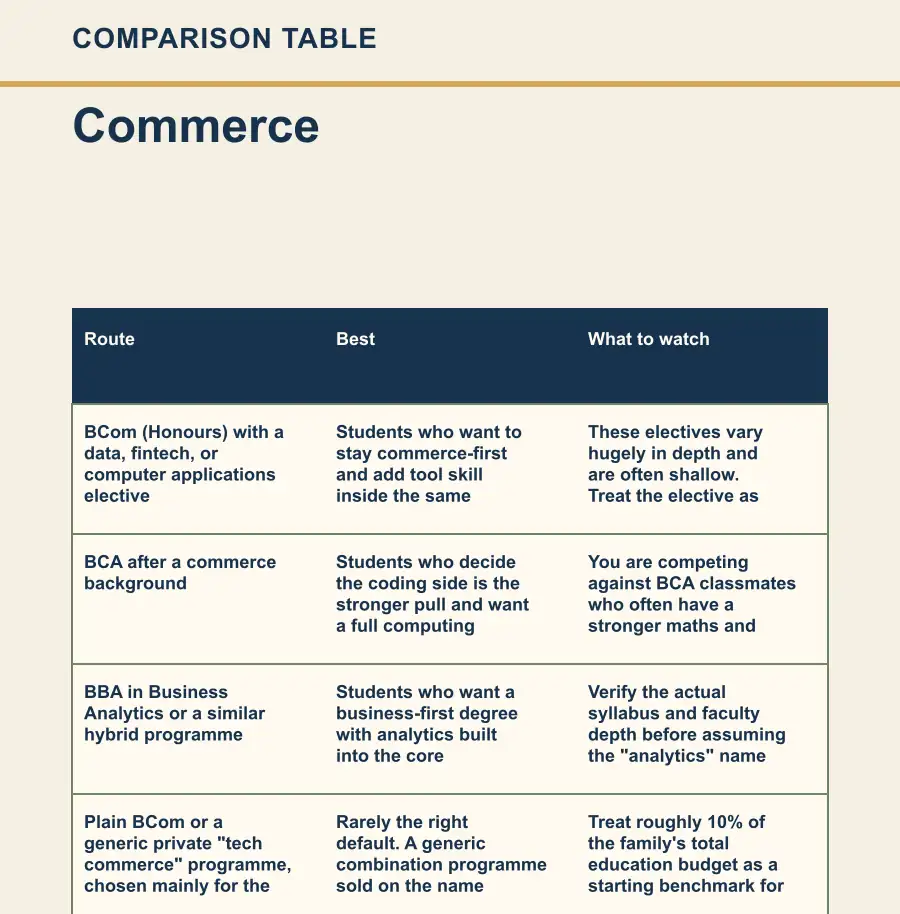 COMPARISON TABLE
Commerce
Route
Best
What to watch
BCom (Honours) with a
data, fintech, or
computer applications
elective
Students who want to
stay commerce-first
and add tool skill
inside the same
These electives vary
hugely in depth and
are often shallow.
Treat the elective as
BCA after a commerce
background
Students who decide
the coding side is the
stronger pull and want
a full computing
You are competing
against BCA classmates
who often have a
stronger maths and
BBA in Business
Analytics or a similar
hybrid programme
Students who want a
business-first degree
with analytics built
into the core
Verify the actual
syllabus and faculty
depth before assuming
the "analytics" name
Plain BCom or a
generic private "tech
commerce" programme,
chosen mainly for the
Rarely the right
default. A generic
combination programme
sold on the name
Treat roughly 10% of
the family's total
education budget as a
starting benchmark for